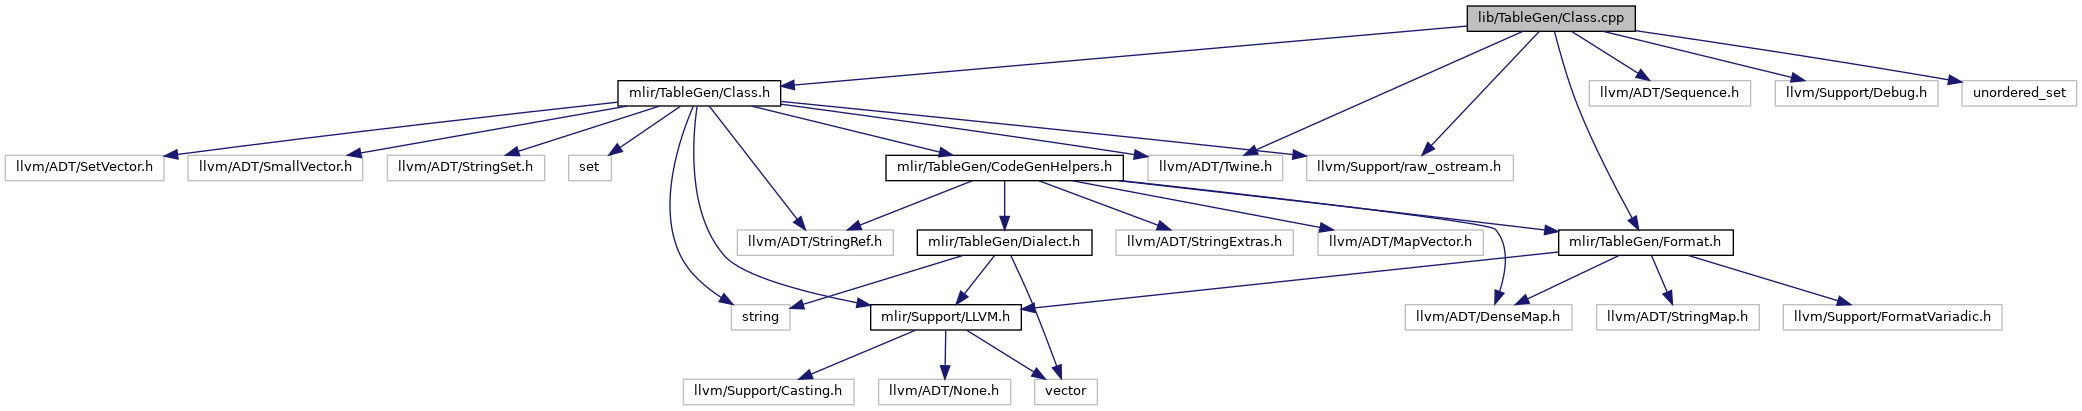 lib/TableGen/Class.cpp
mlir/TableGen/Class.h
llvm/ADT/Sequence.h
llvm/Support/Debug.h
unordered_set
llvm/ADT/SetVector.h
llvm/ADT/SmallVector.h
llvm/ADT/StringSet.h
set
mlir/TableGen/CodeGenHelpers.h
llvm/ADT/Twine.h
llvm/Support/raw_ostream.h
llvm/ADT/StringRef.h
mlir/TableGen/Dialect.h
llvm/ADT/StringExtras.h
llvm/ADT/MapVector.h
mlir/TableGen/Format.h
string
mlir/Support/LLVM.h
llvm/ADT/DenseMap.h
llvm/ADT/StringMap.h
llvm/Support/FormatVariadic.h
llvm/Support/Casting.h
llvm/ADT/None.h
vector